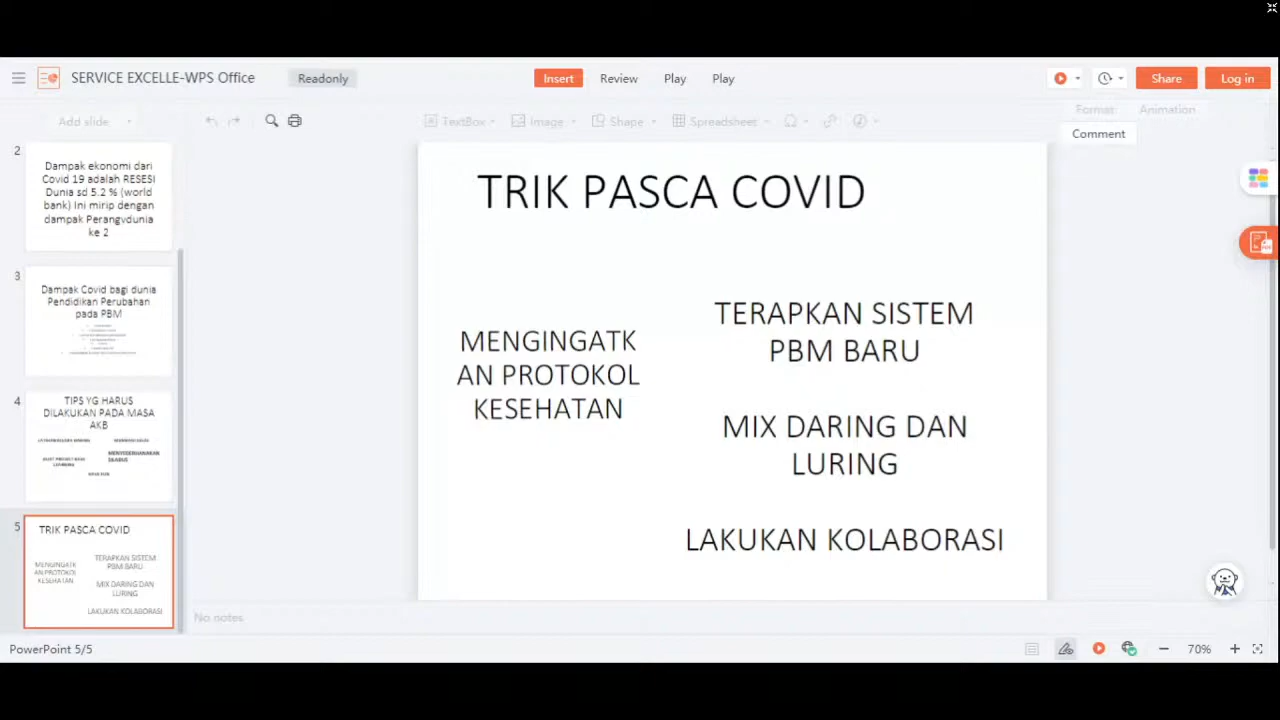 SERVICE EXCELLE-WPS Office
Readonly
Insert
Review
Play
Play
Share
Log in
Add slide
TextBox
Image
Shape
Spreadsheet
Format
Animation
Comment
2
Dampak ekonomi dari
Covid 19 adalah RESESI
Dunia sd 5.2 % (world
bank) Ini mirip dengan
dampak Perangvdunia
ke 2
3
Dampak Covid bagi dunia
Pendidikan Perubahan
pada PBM
4
TIPS YG HARUS
DILAKUKAN PADA MASA
AKB
MENYEDERHANAKAN
SILABUS
5
TRIK PASCA COVID
MENGINGATK
AN PROTOKOL
KESEHATAN
TERAPKAN SISTEM
PBM BARU
MIX DARING DAN
LURING
LAKUKAN KOLABORASI
TRIK PASCA COVID
MENGINGATK
AN PROTOKOL
KESEHATAN
TERAPKAN SISTEM
PBM BARU
MIX DARING DAN
LURING
LAKUKAN KOLABORASI
No notes
PowerPoint 5/5
70%